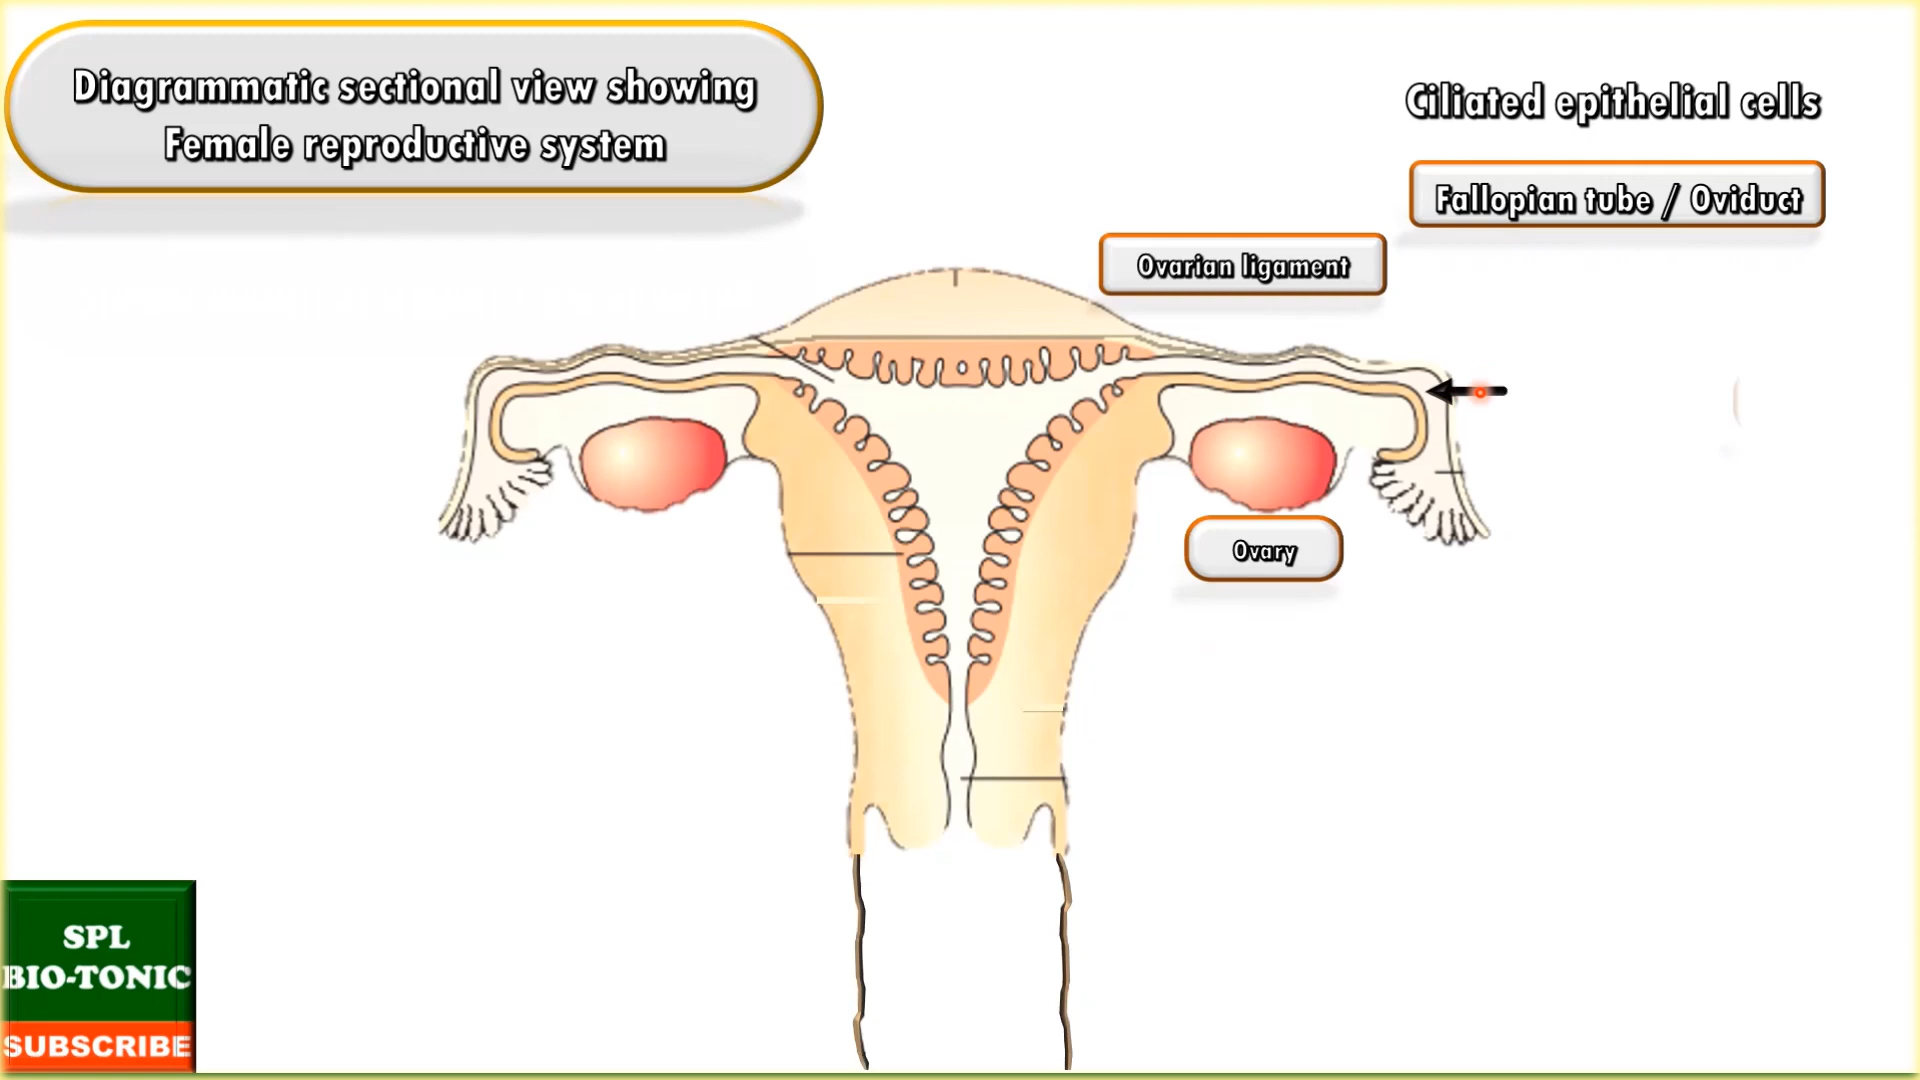 Diagrammatic sectional view showing
Female reproductive system
Ciliated epithelial cells
Fallopian tube / Oviduct
Ovarian ligament
Ovary
SPL
BIO-TONIC
SUBSCRIBE